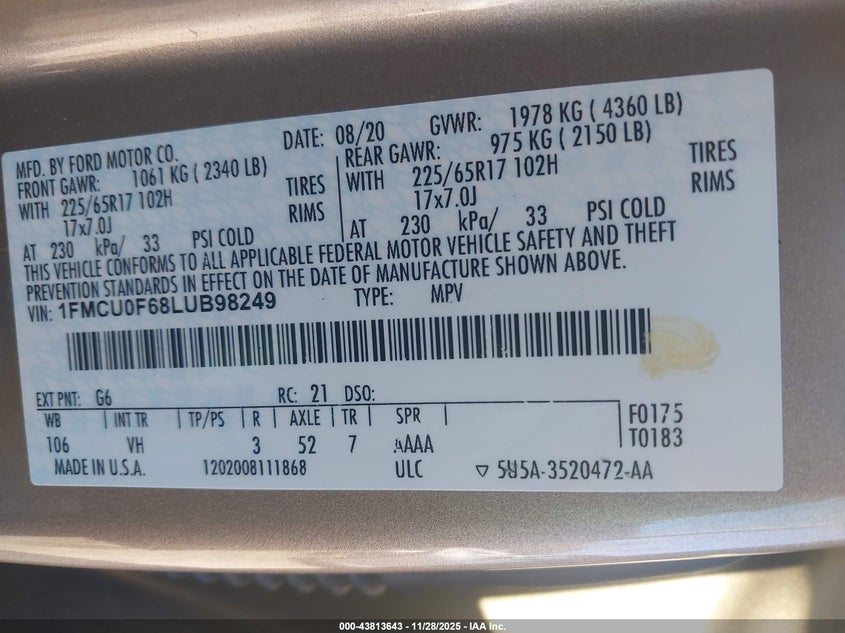 MFD. BY FORD MOTOR CO.
DATE: 08/20
GVWR: 1978 KG ( 4360 LB)
FRONT GAWR: 1061 KG ( 2340 LB)
WITH 225/65R17 102H TIRES
17x7.0J RIMS
AT 230 kPa/ 33 PSI COLD
REAR GAWR: 975 KG ( 2150 LB)
WITH 225/65R17 102H TIRES
17x7.0J RIMS
AT 230 kPa/ 33 PSI COLD
THIS VEHICLE CONFORMS TO ALL APPLICABLE FEDERAL MOTOR VEHICLE SAFETY AND THEFT
PREVENTION STANDARDS IN EFFECT ON THE DATE OF MANUFACTURE SHOWN ABOVE.
VIN: 1FMCU0F68LUB98249 TYPE: MPV
EXT PNT: G6 RC: 21 DSO:
WB INT TR TP/PS R AXLE TR SPR
106 VH 3 52 7 AAAA
F0175
T0183
MADE IN U.S.A. 1202008111868 ULC
000-43813643 - 11/28/2025 - IAA Inc.